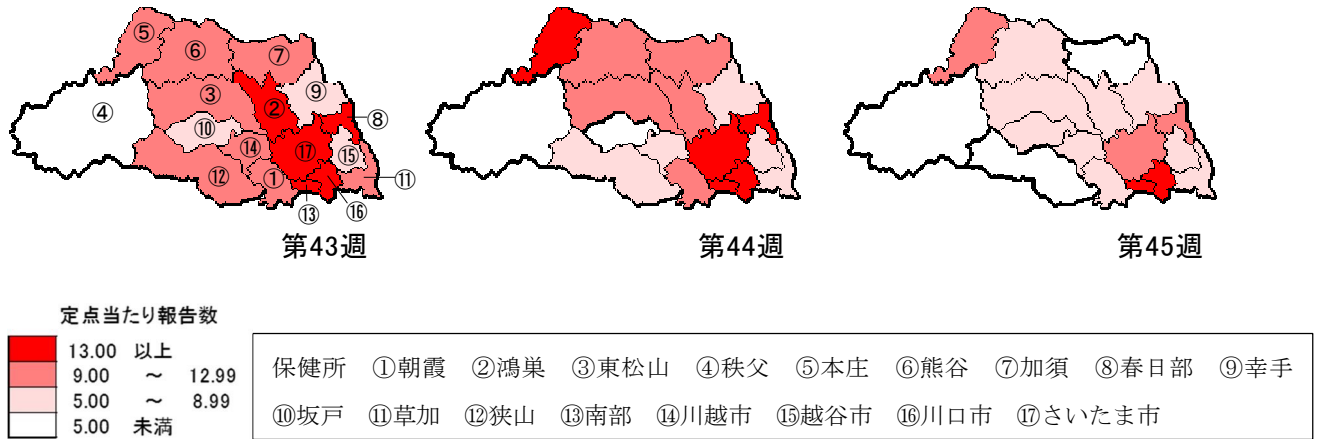 ⑤
⑥
⑦
④
③
⑨
②
⑧
⑩
⑭
⑰
⑮
⑫
①
⑪
⑬
⑯
第43週
第44週
第45週
定点当たり報告数
13.00 以上
9.00 ~ 12.99
5.00 ~ 8.99
5.00 未満
保健所 ①朝霞 ②鴻巣 ③東松山 ④秩父 ⑤本庄 ⑥熊谷 ⑦加須 ⑧春日部 ⑨幸手
⑩坂戸 ⑪草加 ⑫狭山 ⑬南部 ⑭川越市 ⑮越谷市 ⑯川口市 ⑰さいたま市